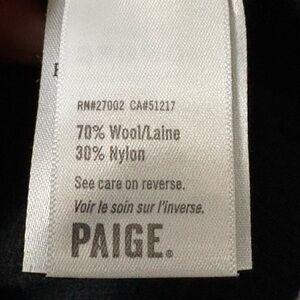 RN#27002 CA#51217
70% Wool/Laine
30% Nylon
See care on reverse.
Voir le soin sur l'inverse.
PAIGE®